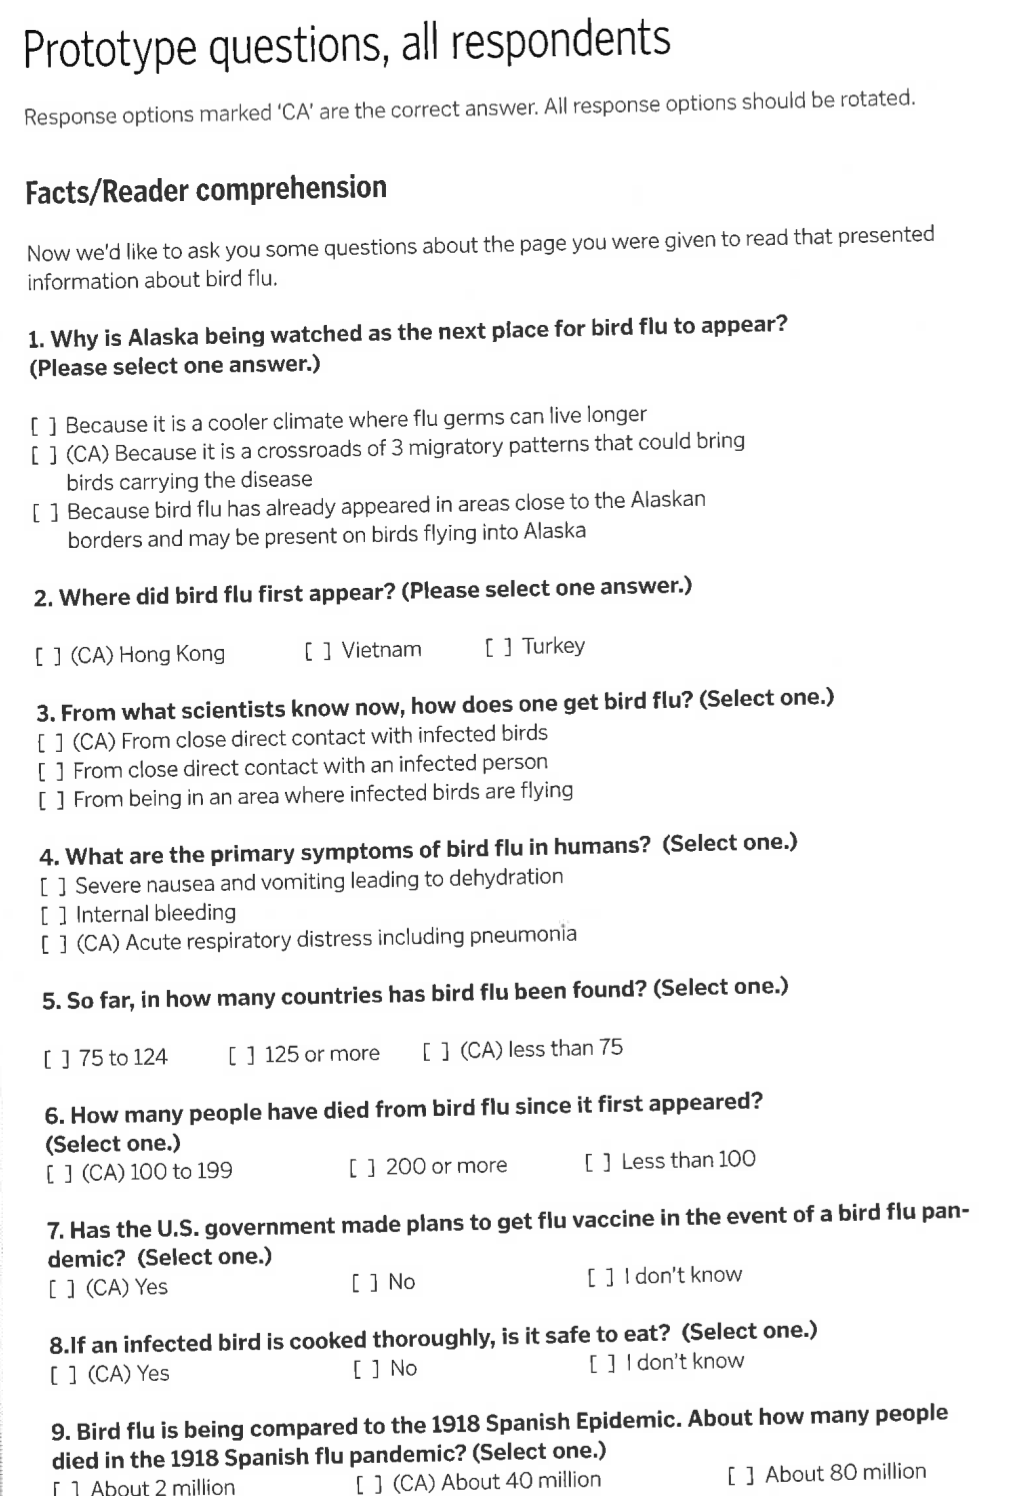 Prototype questions, all respondents
Response options marked 'CA' are the correct answer. All response options should be rotated.
Facts/Reader comprehension
Now we'd like to ask you some questions about the page you were given to read that presented
information about bird flu.
1. Why is Alaska being watched as the next place for bird flu to appear?
(Please select one answer.)
[ ] Because it is a cooler climate where flu germs can live longer
[ ] (CA) Because it is a crossroads of 3 migratory patterns that could bring
birds carrying the disease
[ ] Because bird flu has already appeared in areas close to the Alaskan
borders and may be present on birds flying into Alaska
2. Where did bird flu first appear? (Please select one answer.)
[ ] (CA) Hong Kong [ ] Vietnam [ ] Turkey
3. From what scientists know now, how does one get bird flu? (Select one.)
[ ] (CA) From close direct contact with infected birds
[ ] From close direct contact with an infected person
[ ] From being in an area where infected birds are flying
4. What are the primary symptoms of bird flu in humans? (Select one.)
[ ] Severe nausea and vomiting leading to dehydration
[ ] Internal bleeding
[ ] (CA) Acute respiratory distress including pneumonia
5. So far, in how many countries has bird flu been found? (Select one.)
[ ] 75 to 124 [ ] 125 or more [ ] (CA) less than 75
6. How many people have died from bird flu since it first appeared?
(Select one.)
[ ] (CA) 100 to 199 [ ] 200 or more [ ] Less than 100
7. Has the U.S. government made plans to get flu vaccine in the event of a bird flu pan-
demic? (Select one.)
[ ] (CA) Yes [ ] No [ ] I don't know
8.If an infected bird is cooked thoroughly, is it safe to eat? (Select one.)
[ ] (CA) Yes [ ] No [ ] I don't know
9. Bird flu is being compared to the 1918 Spanish Epidemic. About how many people
died in the 1918 Spanish flu pandemic? (Select one.)
[ ] About 2 million [ ] (CA) About 40 million [ ] About 80 million